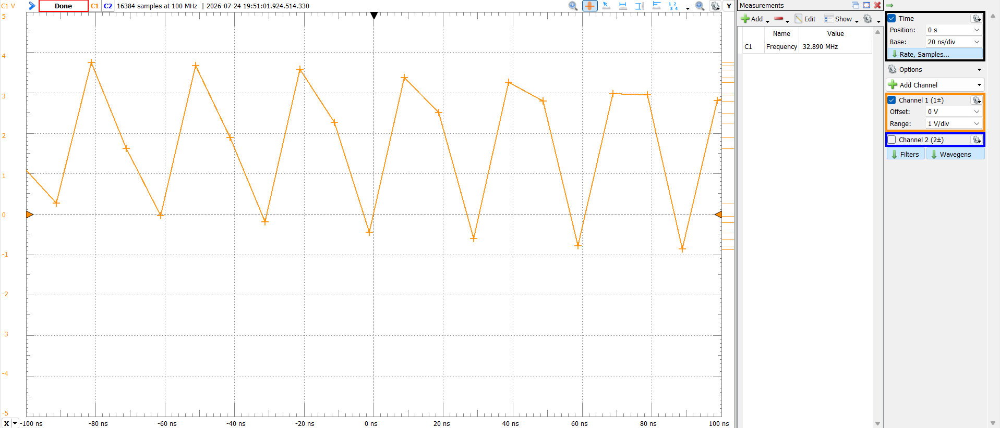 C1 V
Done
C1
C2
16384 samples at 100 MHz | 2026-07-24 19:51:01.924.514.330
Y
5
4
3
2
1
0
-1
-2
-3
-4
-5
X
-100 ns
-80 ns
-60 ns
-40 ns
-20 ns
0 ns
20 ns
40 ns
60 ns
80 ns
100 ns
Measurements
Add
Edit
Show
Name
Value
C1
Frequency
32.890 MHz
Time
Position:
0 s
Base:
20 ns/div
Rate, Samples...
Options
Add Channel
Channel 1 (1±)
Offset:
0 V
Range:
1 V/div
Channel 2 (2±)
Filters
Wavegens